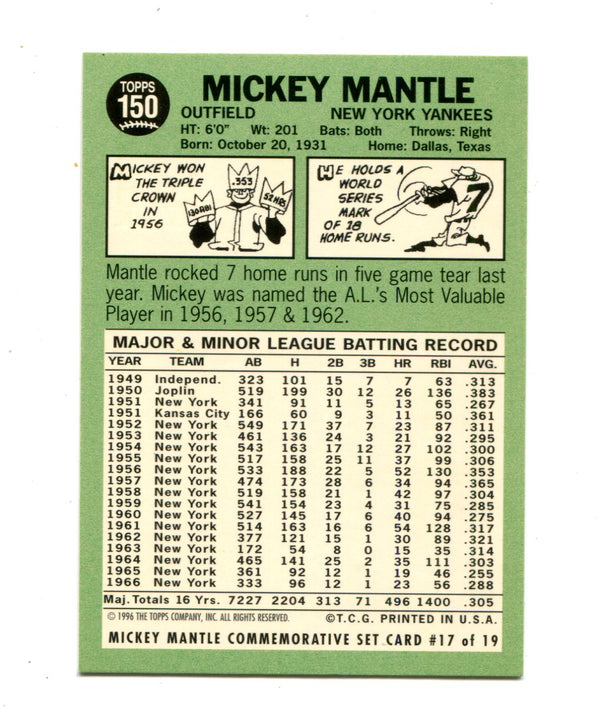 TOPPS
150
MICKEY MANTLE
OUTFIELD NEW YORK YANKEES
HT: 6'0" Wt: 201 Bats: Both Throws: Right
Born: October 20, 1931 Home: Dallas, Texas
MICKEY WON
THE TRIPLE
CROWN
IN
1956
.353
130 RBI
52 HRS
HE HOLDS A
WORLD
SERIES
MARK
OF 18
HOME RUNS.
7
Mantle rocked 7 home runs in five game tear last
year. Mickey was named the A.L.'s Most Valuable
Player in 1956, 1957 & 1962.
MAJOR & MINOR LEAGUE BATTING RECORD
YEAR TEAM AB H 2B 3B HR RBI AVG.
1949 Independ. 323 101 15 7 7 63 .313
1950 Joplin 519 199 30 12 26 136 .383
1951 New York 341 91 11 5 13 65 .267
1951 Kansas City 166 60 9 3 11 50 .361
1952 New York 549 171 37 7 23 87 .311
1953 New York 461 136 24 3 21 92 .295
1954 New York 543 163 17 12 27 102 .300
1955 New York 517 158 25 11 37 99 .306
1956 New York 533 188 22 5 52 130 .353
1957 New York 474 173 28 6 34 94 .365
1958 New York 519 158 21 1 42 97 .304
1959 New York 541 154 23 4 31 75 .285
1960 New York 527 145 17 6 40 94 .275
1961 New York 514 163 16 6 54 128 .317
1962 New York 377 121 15 1 30 89 .321
1963 New York 172 54 8 0 15 35 .314
1964 New York 465 141 25 2 35 111 .303
1965 New York 361 92 12 1 19 46 .255
1966 New York 333 96 12 1 23 56 .288
Maj. Totals 16 Yrs. 7227 2204 313 71 496 1400 .305
© 1996 THE TOPPS COMPANY, INC. ALL RIGHTS RESERVED. ©T.C.G. PRINTED IN U.S.A.
MICKEY MANTLE COMMEMORATIVE SET CARD #17 of 19